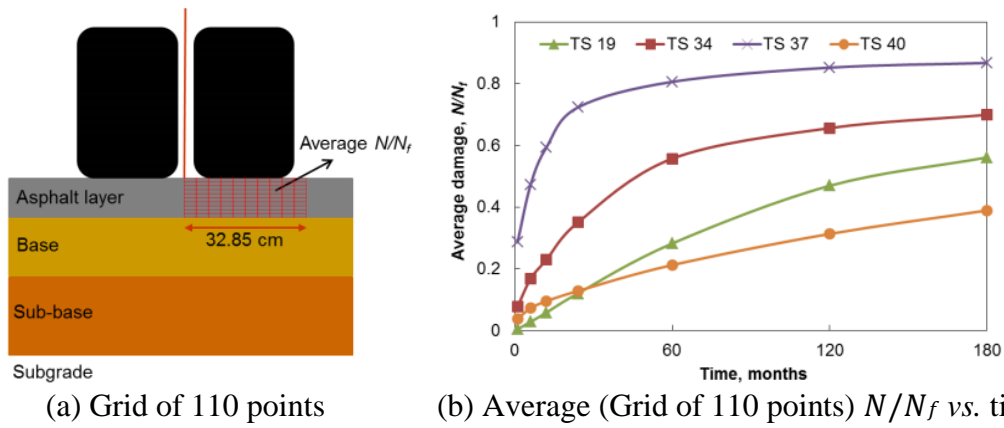 Average N/Nf
Asphalt layer
32.85 cm
Base
Sub-base
Subgrade
(a) Grid of 110 points
1
TS 19 TS 34 TS 37 TS 40
0.8
0.6
0.4
0.2
0
Average damage, N/Nf
0 60 120 180
Time, months
(b) Average (Grid of 110 points) N/Nf vs. ti